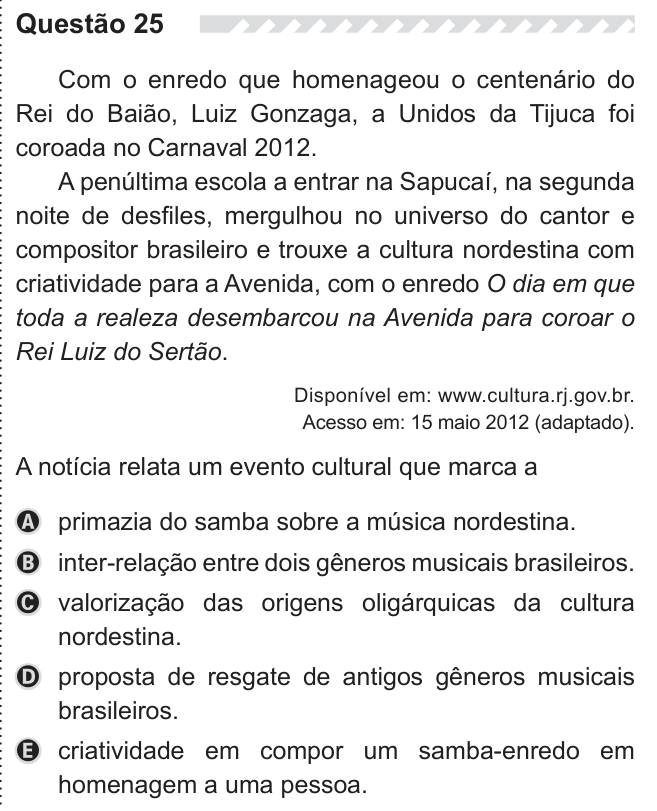 Questão 25
Com o enredo que homenageou o centenário do
Rei do Baião, Luiz Gonzaga, a Unidos da Tijuca foi
coroada no Carnaval 2012.
A penúltima escola a entrar na Sapucaí, na segunda
noite de desfiles, mergulhou no universo do cantor e
compositor brasileiro e trouxe a cultura nordestina com
criatividade para a Avenida, com o enredo O dia em que
toda a realeza desembarcou na Avenida para coroar o
Rei Luiz do Sertão.
Disponível em: www.cultura.rj.gov.br.
Acesso em: 15 maio 2012 (adaptado).
A notícia relata um evento cultural que marca a
A primazia do samba sobre a música nordestina.
B inter-relação entre dois gêneros musicais brasileiros.
C valorização das origens oligárquicas da cultura
nordestina.
D proposta de resgate de antigos gêneros musicais
brasileiros.
E criatividade em compor um samba-enredo em
homenagem a uma pessoa.